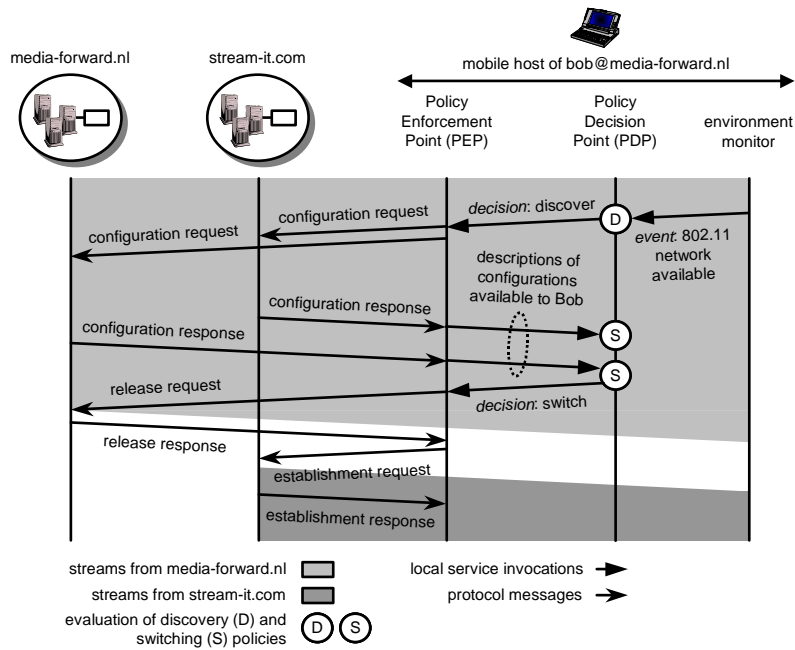 media-forward.nl
stream-it.com
mobile host of bob@media-forward.nl
Policy
Enforcement
Point (PEP)
Policy
Decision
Point (PDP)
environment
monitor
configuration request
configuration request
decision: discover
D
event: 802.11
network
available
descriptions of
configurations
available to Bob
configuration response
S
configuration response
S
release request
decision: switch
release response
establishment request
establishment response
streams from media-forward.nl
streams from stream-it.com
evaluation of discovery (D) and
switching (S) policies
D
S
local service invocations
protocol messages